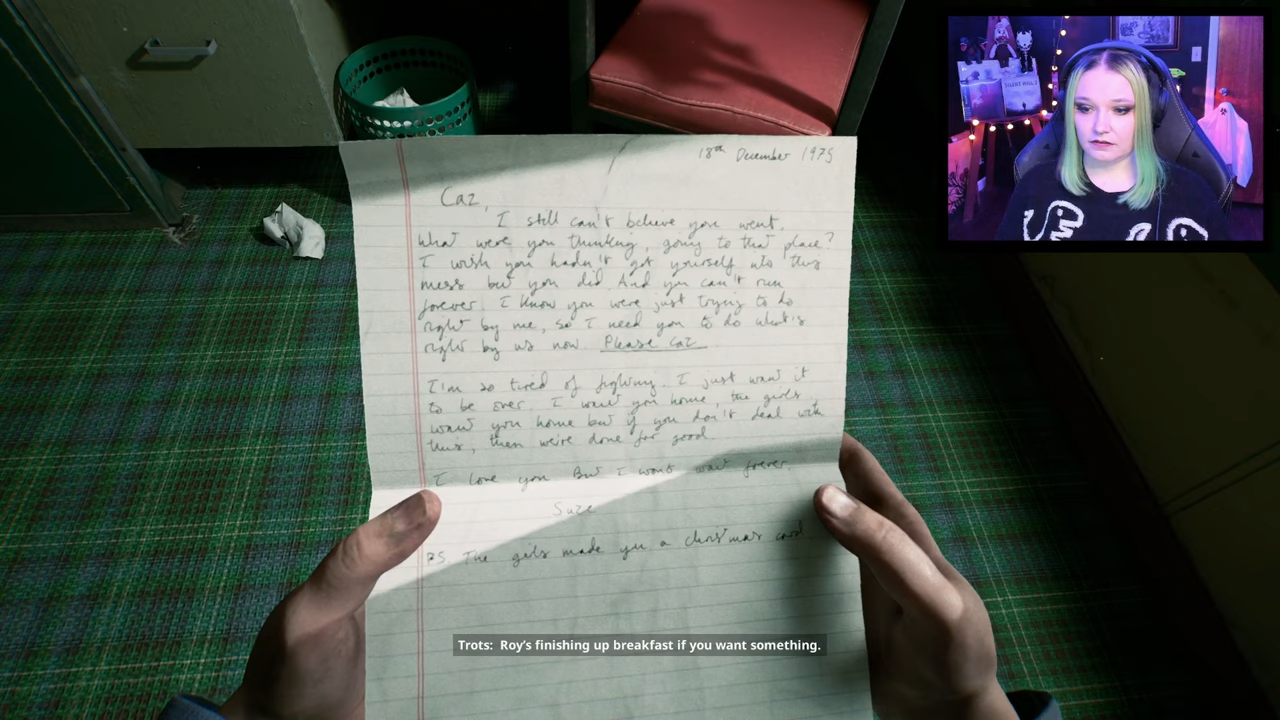 SILENT HILL
18th December 1975
Caz,
I still can't believe you went.
What were you thinking, going to that place?
I wish you hadn't got yourself into this
mess but you did. And you can't run
forever. I know you were just trying to do
right by me, so I need you to do what's
right by us now. Please Caz
I'm so tired of fighting. I just want it
to be over. I want you home, the girls
want you home but if you don't deal with
this, then we're done for good.
I love you. But I won't wait forever.
Suze
P.S. The girls made you a christmas card.
Trots: Roy's finishing up breakfast if you want something.